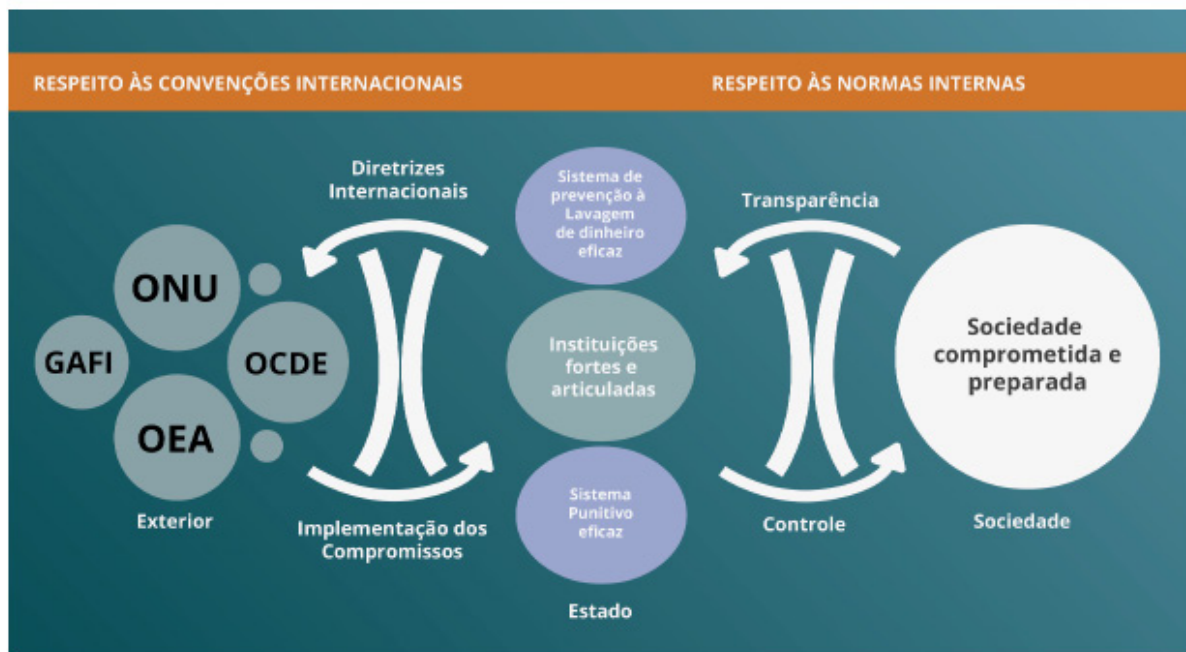 RESPEITO ÀS CONVENÇÕES INTERNACIONAIS
RESPEITO ÀS NORMAS INTERNAS
Diretrizes
Internacionais
Sistema de
prevenção à
Lavagem
de dinheiro
eficaz
Transparência
ONU
GAFI
OCDE
OEA
Exterior
Instituições
fortes e
articuladas
Sociedade
comprometida e
preparada
Implementação dos
Compromissos
Sistema
Punitivo
eficaz
Controle
Sociedade
Estado